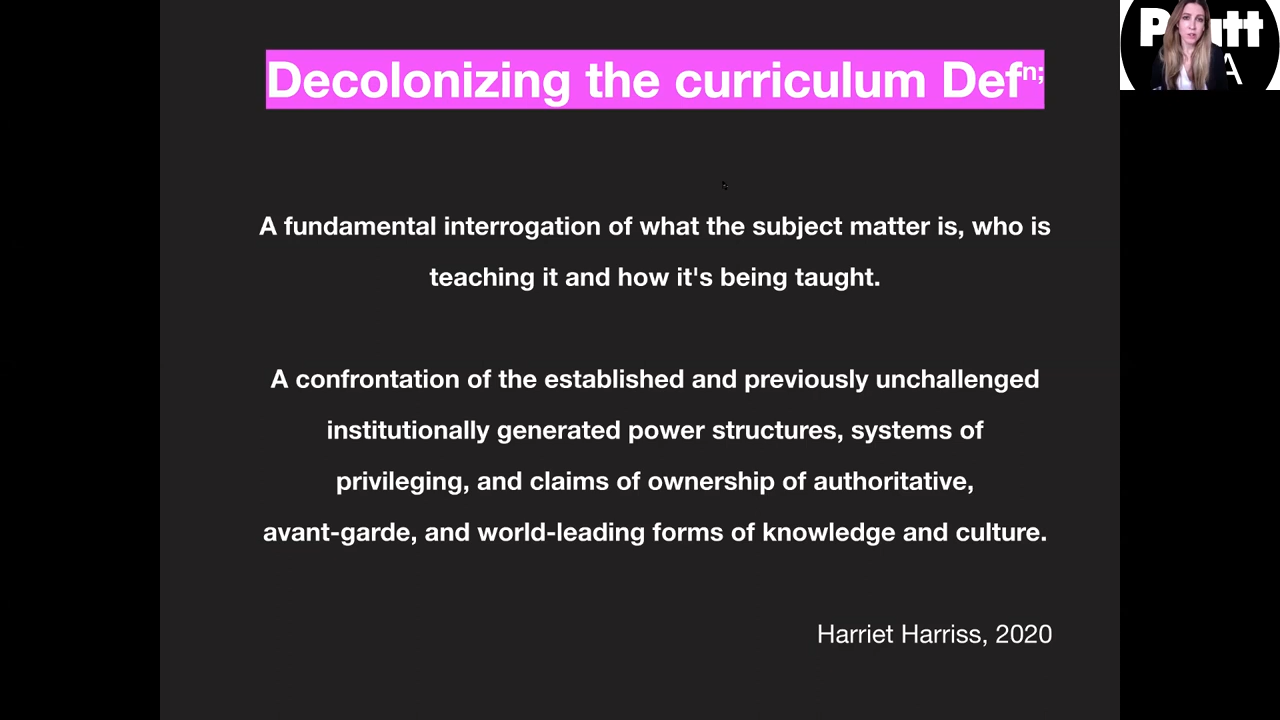 Decolonizing the curriculum Defⁿ;
A fundamental interrogation of what the subject matter is, who is
teaching it and how it's being taught.
A confrontation of the established and previously unchallenged
institutionally generated power structures, systems of
privileging, and claims of ownership of authoritative,
avant-garde, and world-leading forms of knowledge and culture.
Harriet Harriss, 2020